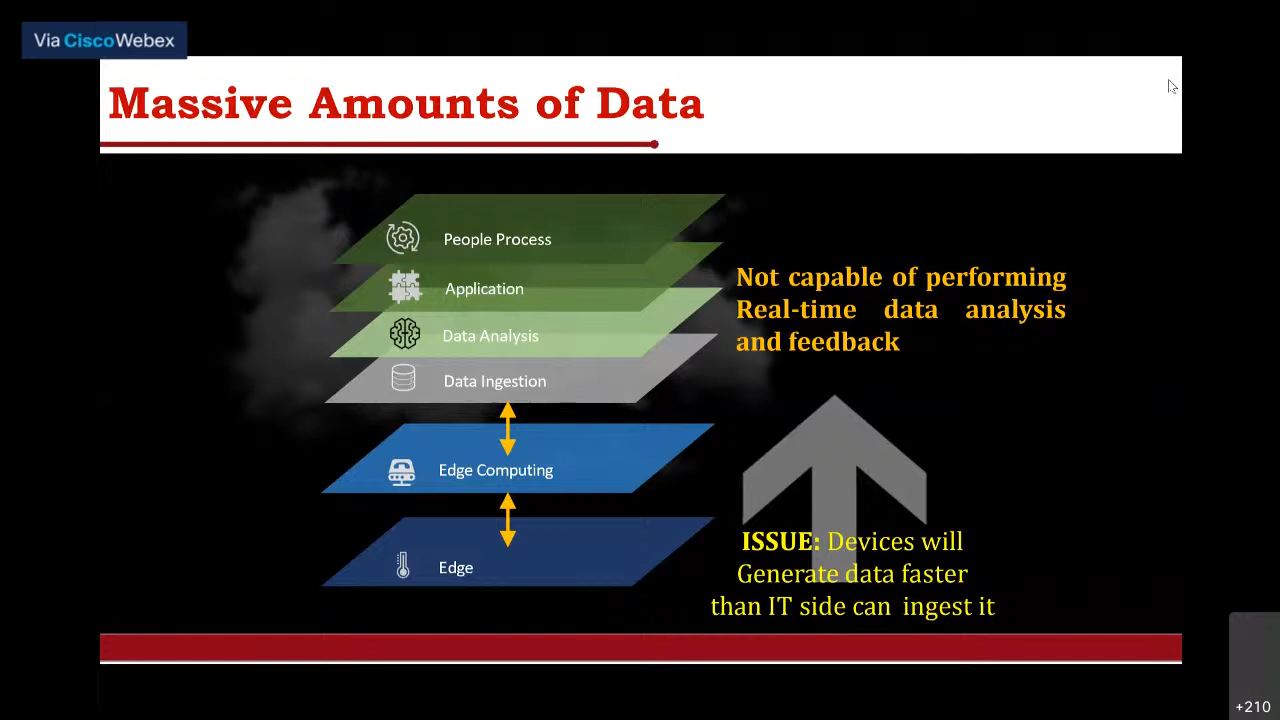 Via CiscoWebex
Massive Amounts of Data
People Process
Application
Data Analysis
Data Ingestion
Edge Computing
Edge
Not capable of performing
Real-time data analysis
and feedback
ISSUE: Devices will
Generate data faster
than IT side can ingest it
+210